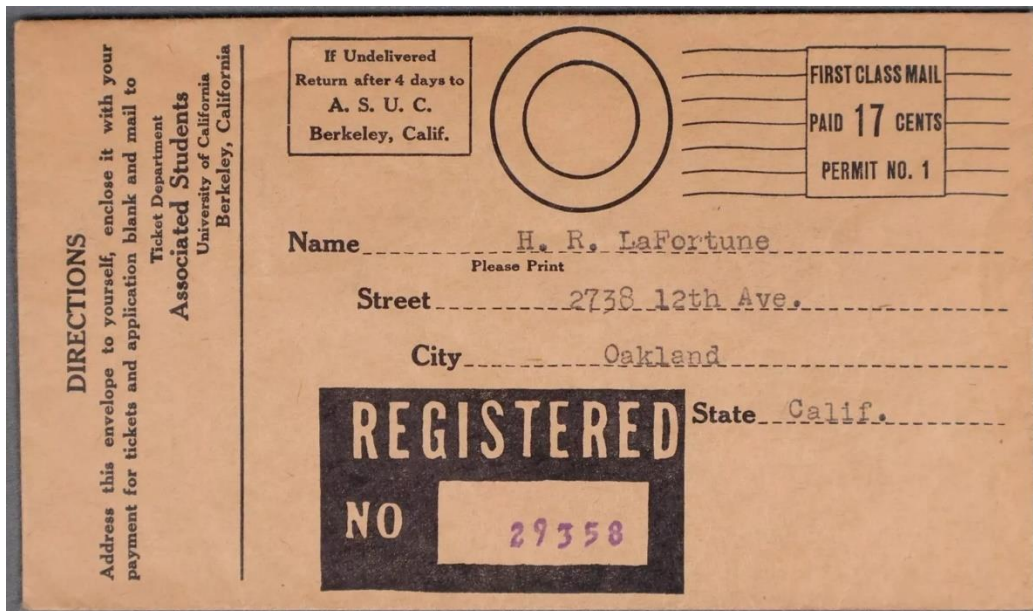 DIRECTIONS
Address this envelope to yourself, enclose it with your
payment for tickets and application blank and mail to
Ticket Department
Associated Students
University of California
Berkeley, California
If Undelivered
Return after 4 days to
A. S. U. C.
Berkeley, Calif.
FIRST CLASS MAIL
PAID 17 CENTS
PERMIT NO. 1
Name H. R. LaFortune
Please Print
Street 2738 12th Ave.
City Oakland
State Calif.
REGISTERED
NO 29358